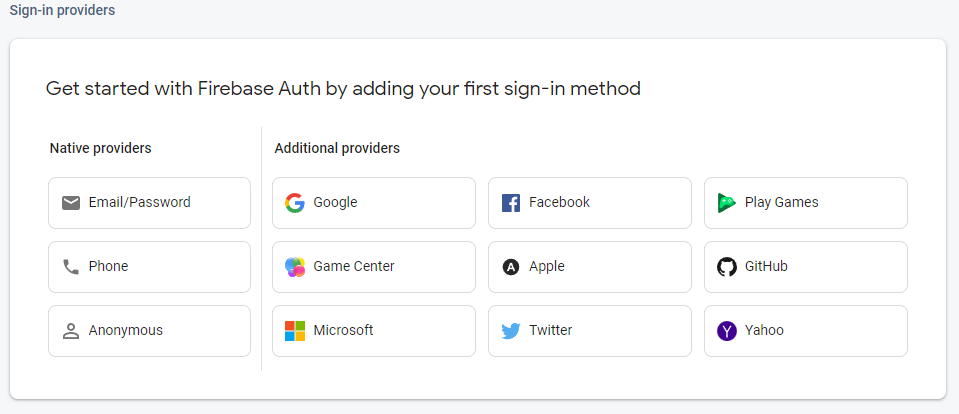 Sign-in providers
Get started with Firebase Auth by adding your first sign-in method
Native providers
Additional providers
Email/Password
Google
Facebook
Play Games
Phone
Game Center
Apple
GitHub
Anonymous
Microsoft
Twitter
Yahoo